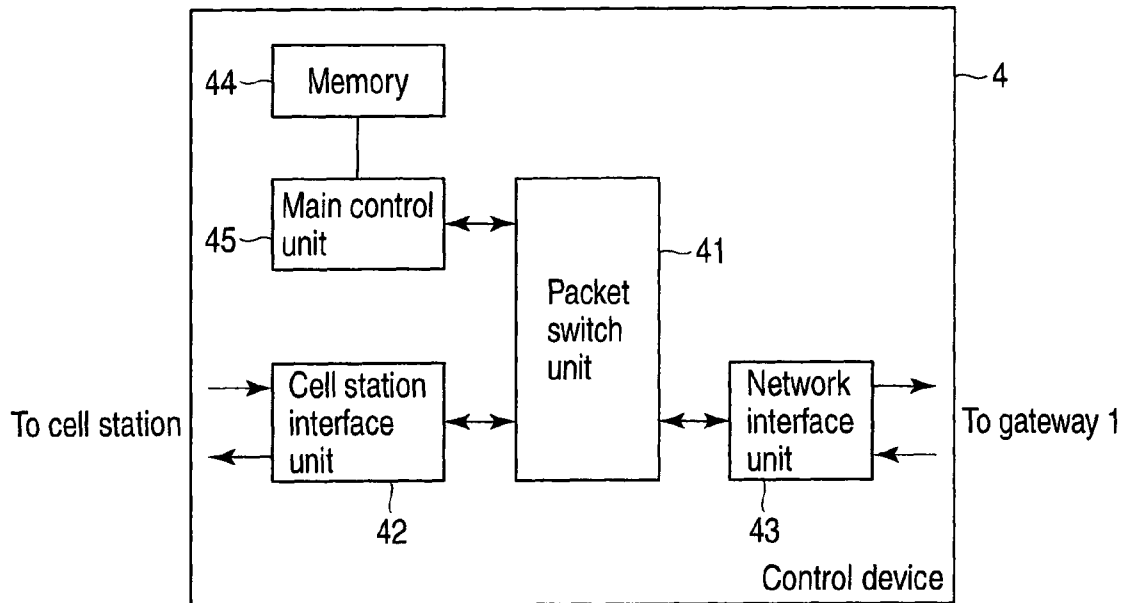 44
Memory
4
Main control
unit
45
41
Packet
switch
unit
Cell station
interface
unit
Network
interface
unit
To cell station
To gateway 1
42
43
Control device